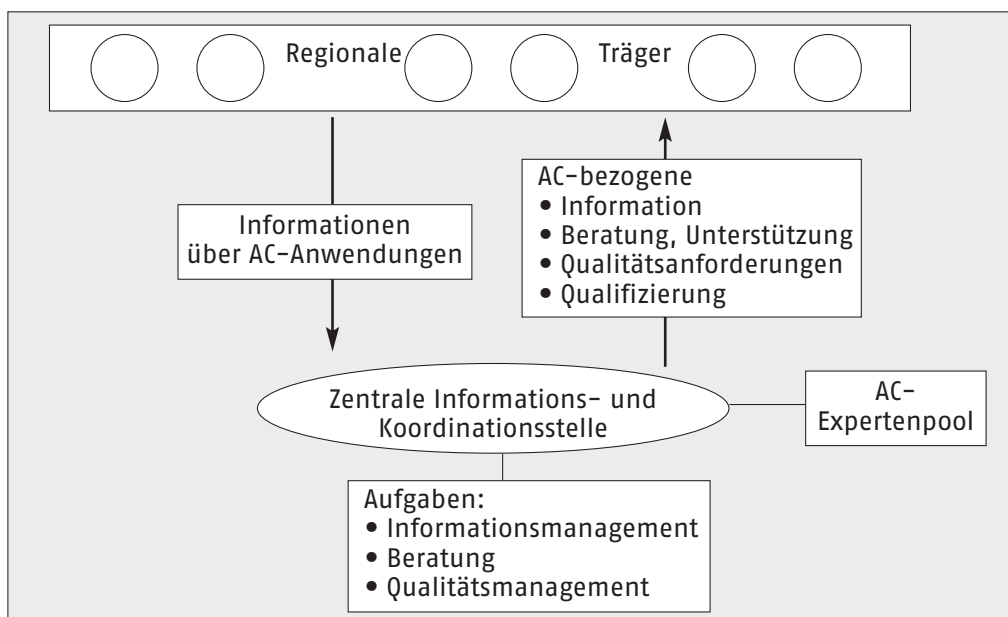 Regionale Träger
AC-bezogene
• Information
• Beratung, Unterstützung
• Qualitätsanforderungen
• Qualifizierung
Informationen
über AC-Anwendungen
Zentrale Informations- und
Koordinationsstelle
AC-
Expertenpool
Aufgaben:
• Informationsmanagement
• Beratung
• Qualitätsmanagement